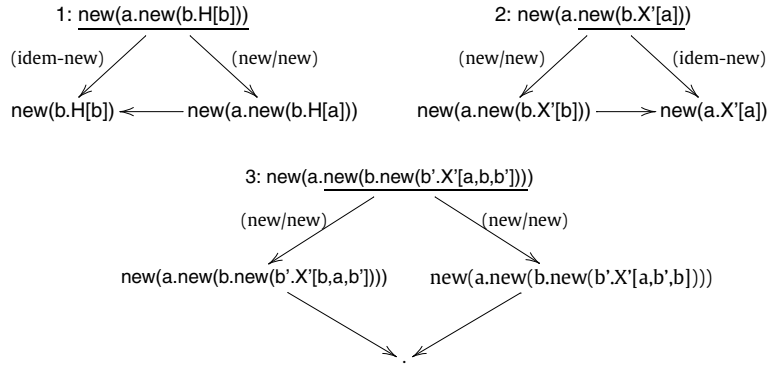 1: new(a.new(b.H[b])) 2: new(a.new(b.X'[a]))
(idem-new) (new/new) (new/new) (idem-new)
new(b.H[b]) new(a.new(b.H[a])) new(a.new(b.X'[b])) new(a.X'[a])
3: new(a.new(b.new(b'.X'[a,b,b'])))
(new/new) (new/new)
new(a.new(b.new(b'.X'[b,a,b']))) new(a.new(b.new(b'.X'[a,b',b])))
.